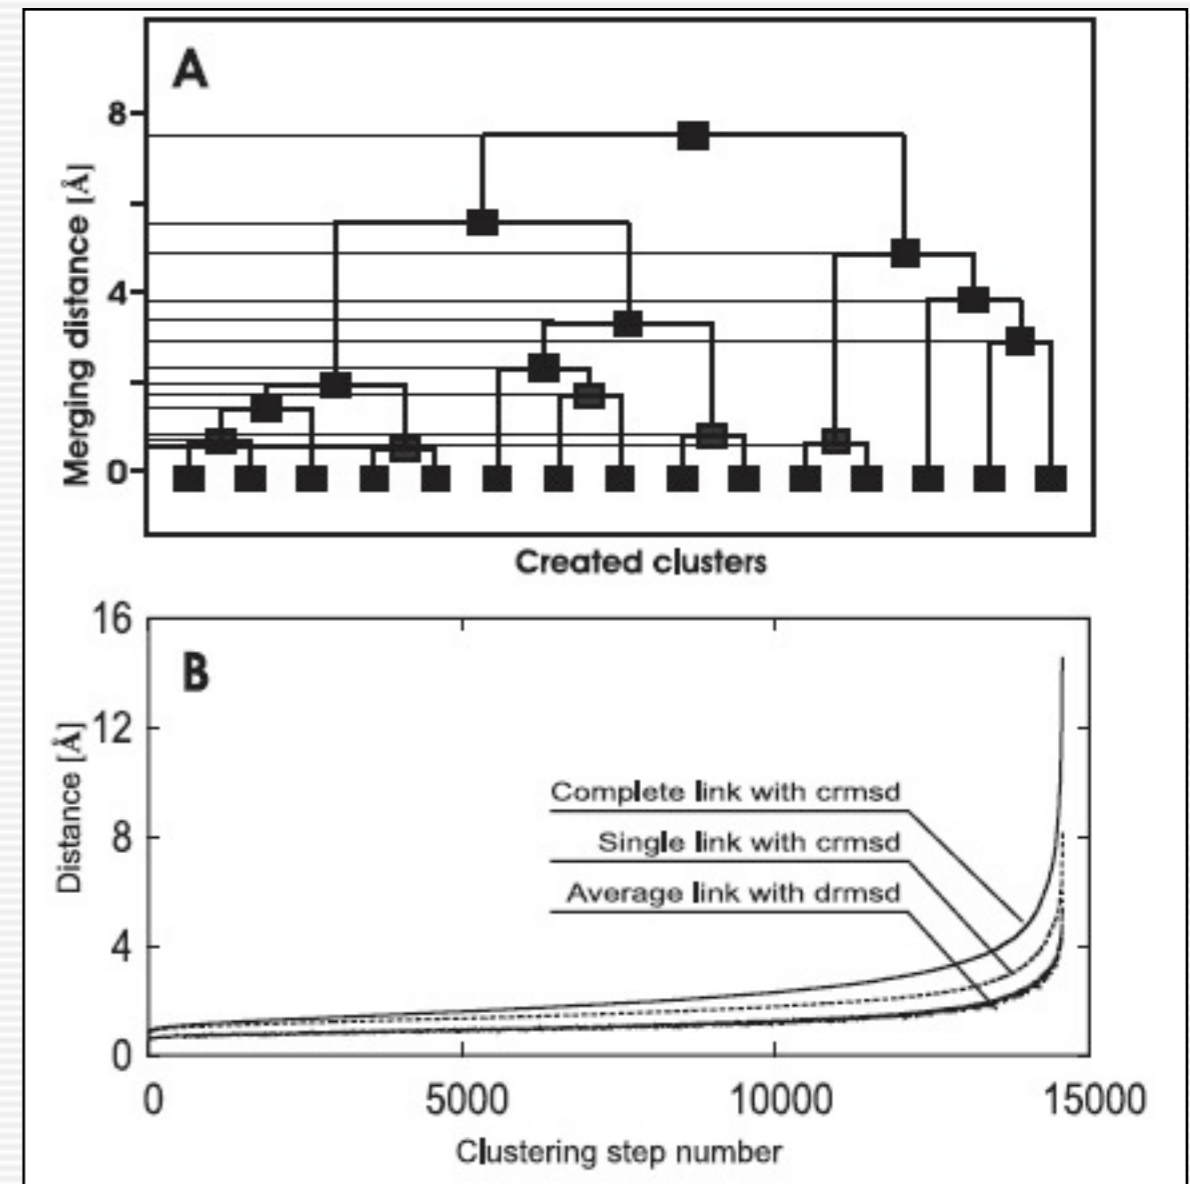 A
8
4
0
Merging distance [Å]
Created clusters
16
B
12
8
4
0
Distance [Å]
Complete link with crmsd
Single link with crmsd
Average link with drmsd
0 5000 10000 15000
Clustering step number